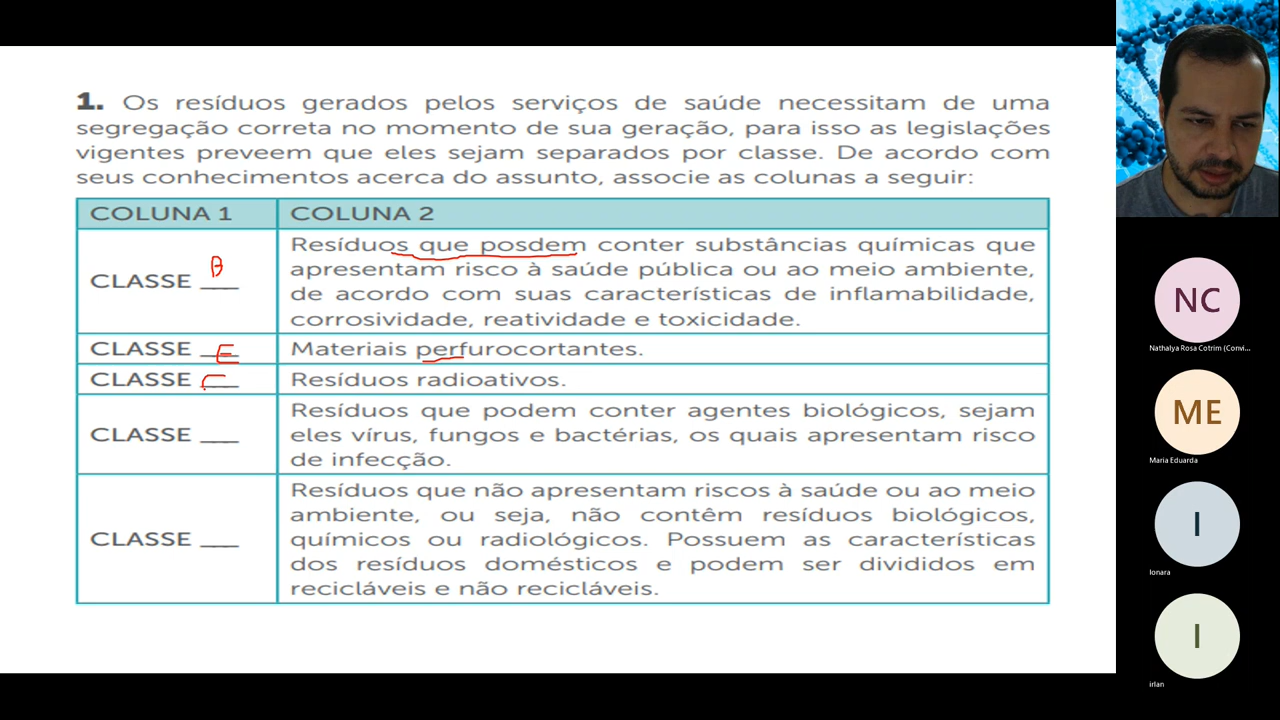 1. Os resíduos gerados pelos serviços de saúde necessitam de uma
segregação correta no momento de sua geração, para isso as legislações
vigentes preveem que eles sejam separados por classe. De acordo com
seus conhecimentos acerca do assunto, associe as colunas a seguir:
COLUNA 1 COLUNA 2
CLASSE ___ B
Resíduos que posdem conter substâncias químicas que
apresentam risco à saúde pública ou ao meio ambiente,
de acordo com suas características de inflamabilidade,
corrosividade, reatividade e toxicidade.
CLASSE ___ E Materiais perfurocortantes.
CLASSE ___ C Resíduos radioativos.
CLASSE ___
Resíduos que podem conter agentes biológicos, sejam
eles vírus, fungos e bactérias, os quais apresentam risco
de infecção.
CLASSE ___
Resíduos que não apresentam riscos à saúde ou ao meio
ambiente, ou seja, não contêm resíduos biológicos,
químicos ou radiológicos. Possuem as características
dos resíduos domésticos e podem ser divididos em
recicláveis e não recicláveis.
NC
Nathalya Rosa Cotrim (Convi...
ME
Maria Eduarda
I
Ionara
I
irlan